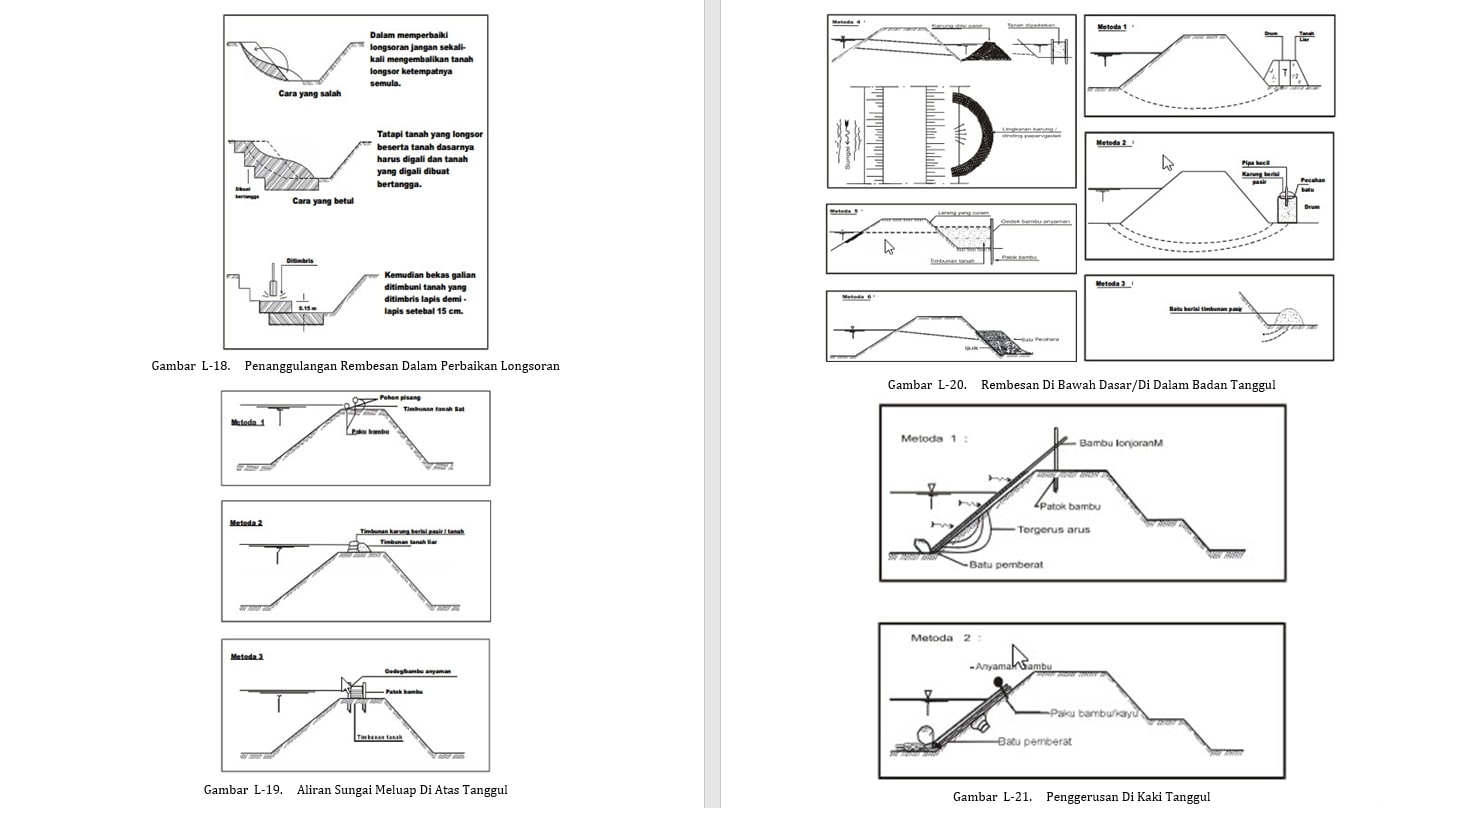 Dalam memperbaiki
longsoran jangan sekali-
kali mengembalikan tanah
longsor ketempatnya
semula.
Cara yang salah
Tatapi tanah yang longsor
beserta tanah dasarnya
harus digali dan tanah
yang digali dibuat
bertangga.
Dibuat
bertangga
Cara yang betul
Ditimbris
Kemudian bekas galian
ditimbuni tanah yang
ditimbris lapis demi -
lapis setebal 15 cm.
0.15 m
Gambar L-18. Penanggulangan Rembesan Dalam Perbaikan Longsoran
Pohon pisang
Timbunan tanah liat
Metoda 1
Paku bambu
Metoda 2
Timbunan karung berisi pasir / tanah
Timbunan tanah liar
Metoda 3
Gedeg/bambu anyaman
Patok bambu
Timbunan tanah
Gambar L-19. Aliran Sungai Meluap Di Atas Tanggul
Metoda 4 :
Karung diisi pasir
Tanah dipadatkan
Sungai
Lingkaran karung /
dinding papan/gedek
Metoda 5 :
Lereng yang curam
Gedek bambu anyaman
Timbunan tanah
Patok bambu
Metoda 6 :
Batu Pecahana
Ijuk
Metoda 1 :
Drum
Tanah
Liar
Metoda 2 :
Pipa kecil
Karung berisi
pasir
Pecahan
batu
Drum
Metoda 3 :
Batu berisi timbunan pasir
Gambar L-20. Rembesan Di Bawah Dasar/Di Dalam Badan Tanggul
Metoda 1 :
Bambu lonjoranM
Patok bambu
Tergerus arus
Batu pemberat
Metoda 2 :
Paku bambu/kayu
Batu pemberat
Gambar L-21. Penggerusan Di Kaki Tanggul